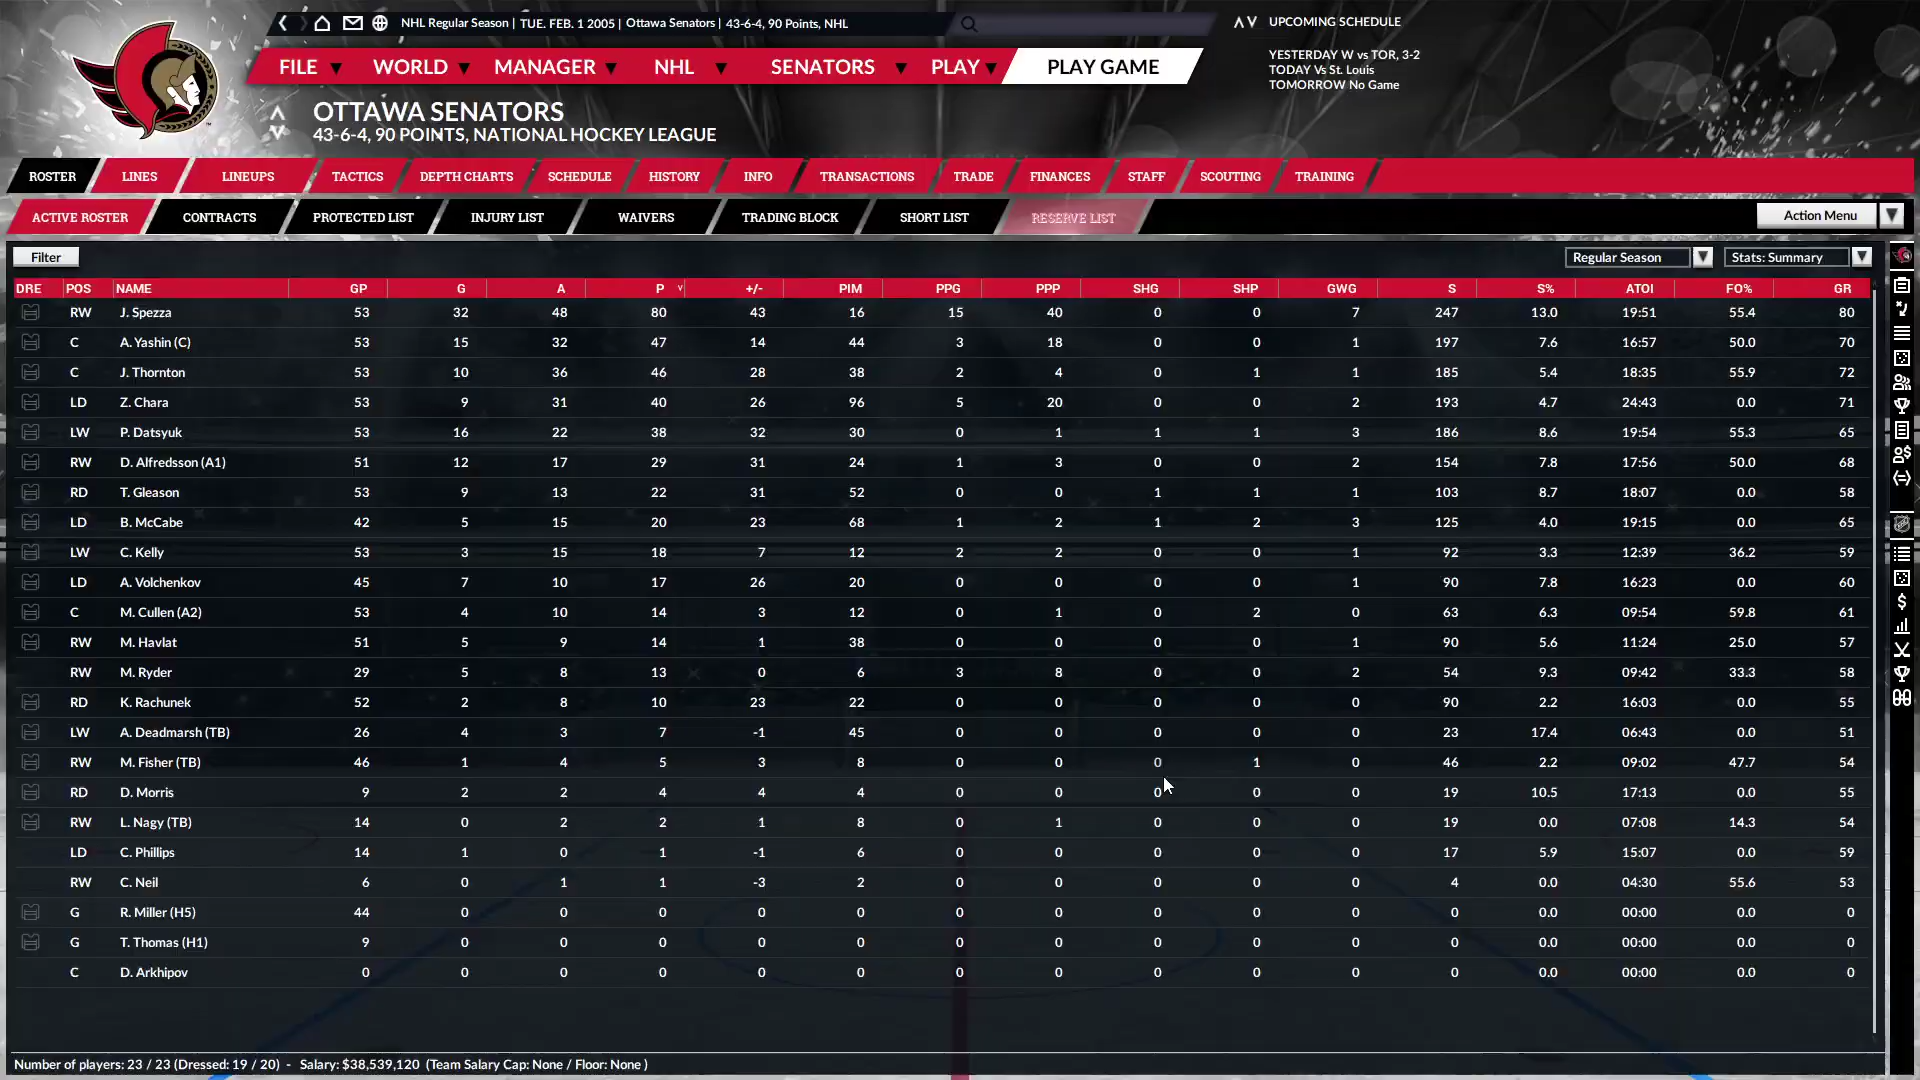 NHL Regular Season | TUE. FEB. 1 2005 | Ottawa Senators | 43-6-4, 90 Points, NHL
UPCOMING SCHEDULE
YESTERDAY W vs TOR, 3-2
TODAY Vs St. Louis
TOMORROW No Game
FILE WORLD MANAGER NHL SENATORS PLAY PLAY GAME
OTTAWA SENATORS
43-6-4, 90 POINTS, NATIONAL HOCKEY LEAGUE
ROSTER LINES LINEUPS TACTICS DEPTH CHARTS SCHEDULE HISTORY INFO TRANSACTIONS TRADE FINANCES STAFF SCOUTING TRAINING
ACTIVE ROSTER CONTRACTS PROTECTED LIST INJURY LIST WAIVERS TRADING BLOCK SHORT LIST RESERVE LIST Action Menu
Filter Regular Season Stats: Summary
DRE POS NAME GP G A P +/- PIM PPG PPP SHG SHP GWG S S% ATOI FO% GR
RW J. Spezza 53 32 48 80 43 16 15 40 0 0 7 247 13.0 19:51 55.4 80
C A. Yashin (C) 53 15 32 47 14 44 3 18 0 0 1 197 7.6 16:57 50.0 70
C J. Thornton 53 10 36 46 28 38 2 4 0 1 1 185 5.4 18:35 55.9 72
LD Z. Chara 53 9 31 40 26 96 5 20 0 0 2 193 4.7 24:43 0.0 71
LW P. Datsyuk 53 16 22 38 32 30 0 1 1 1 3 186 8.6 19:54 55.3 65
RW D. Alfredsson (A1) 51 12 17 29 31 24 1 3 0 0 2 154 7.8 17:56 50.0 68
RD T. Gleason 53 9 13 22 31 52 0 0 1 1 1 103 8.7 18:07 0.0 58
LD B. McCabe 42 5 15 20 23 68 1 2 1 2 3 125 4.0 19:15 0.0 65
LW C. Kelly 53 3 15 18 7 12 2 2 0 0 1 92 3.3 12:39 36.2 59
LD A. Volchenkov 45 7 10 17 26 20 0 0 0 0 1 90 7.8 16:23 0.0 60
C M. Cullen (A2) 53 4 10 14 3 12 0 1 0 2 0 63 6.3 09:54 59.8 61
RW M. Havlat 51 5 9 14 1 38 0 0 0 0 1 90 5.6 11:24 25.0 57
RW M. Ryder 29 5 8 13 0 6 3 8 0 0 2 54 9.3 09:42 33.3 58
RD K. Rachunek 52 2 8 10 23 22 0 0 0 0 0 90 2.2 16:03 0.0 55
LW A. Deadmarsh (TB) 26 4 3 7 -1 45 0 0 0 0 0 23 17.4 06:43 0.0 51
RW M. Fisher (TB) 46 1 4 5 3 8 0 0 0 1 0 46 2.2 09:02 47.7 54
RD D. Morris 9 2 2 4 4 4 0 0 0 0 0 19 10.5 17:13 0.0 55
RW L. Nagy (TB) 14 0 2 2 1 8 0 1 0 0 0 19 0.0 07:08 14.3 54
LD C. Phillips 14 1 0 1 -1 6 0 0 0 0 0 17 5.9 15:07 0.0 59
RW C. Neil 6 0 1 1 -3 2 0 0 0 0 0 4 0.0 04:30 55.6 53
G R. Miller (H5) 44 0 0 0 0 0 0 0 0 0 0 0 0.0 00:00 0.0 0
G T. Thomas (H1) 9 0 0 0 0 0 0 0 0 0 0 0 0.0 00:00 0.0 0
C D. Arkhipov 0 0 0 0 0 0 0 0 0 0 0 0 0.0 00:00 0.0 0
Number of players: 23 / 23 (Dressed: 19 / 20) - Salary: $38,539,120 (Team Salary Cap: None / Floor: None )